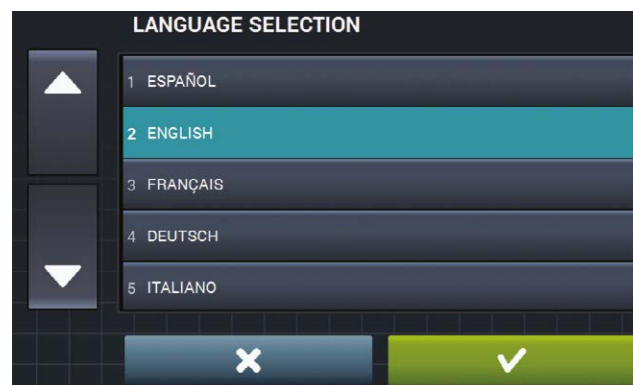 LANGUAGE SELECTION
1 ESPAÑOL
2 ENGLISH
3 FRANÇAIS
4 DEUTSCH
5 ITALIANO